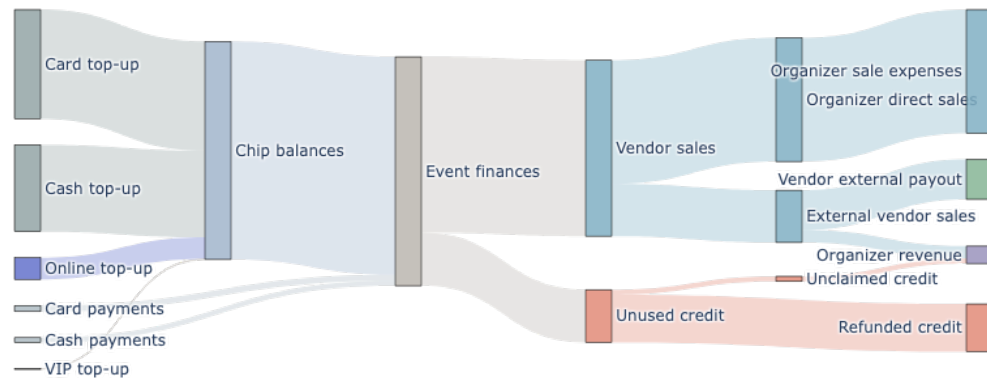 Card top-up
Cash top-up
Online top-up
Card payments
Cash payments
VIP top-up
Chip balances
Event finances
Vendor sales
Unused credit
Organizer direct sales
External vendor sales
Unclaimed credit
Organizer sale expenses
Vendor external payout
Organizer revenue
Refunded credit